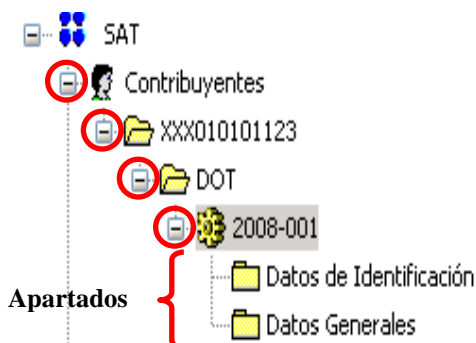 SAT
Contribuyentes
XXX010101123
DOT
2008-001
Datos de Identificación
Apartados
Datos Generales